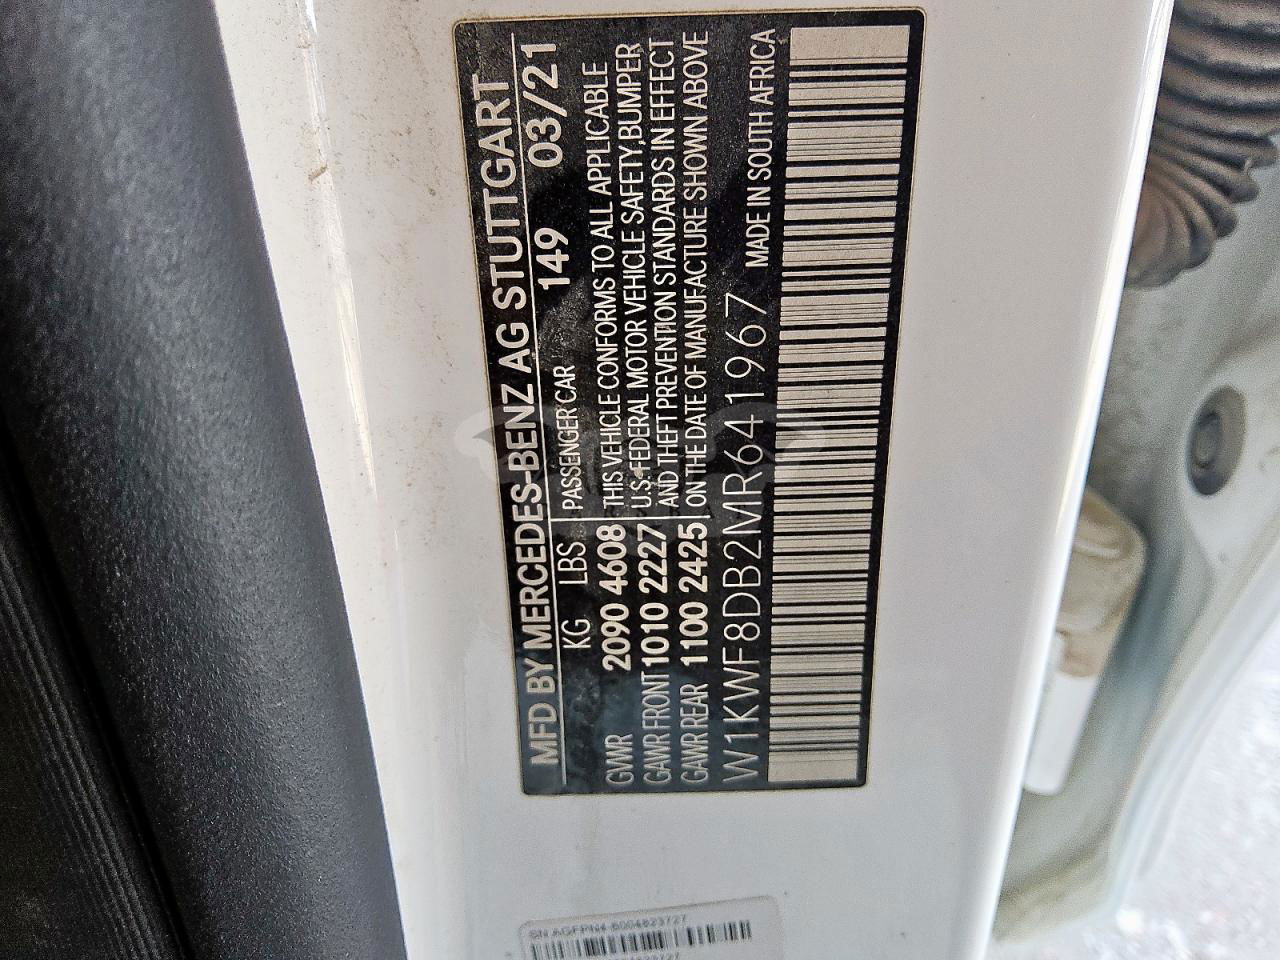 MFD BY MERCEDES-BENZ AG STUTTGART
KG LBS 149 03/21
PASSENGER CAR
GVWR 2090 4608
GAWR FRONT 1010 2227
GAWR REAR 1100 2425
THIS VEHICLE CONFORMS TO ALL APPLICABLE
U.S. FEDERAL MOTOR VEHICLE SAFETY,BUMPER
AND THEFT PREVENTION STANDARDS IN EFFECT
ON THE DATE OF MANUFACTURE SHOWN ABOVE
W1KWF8DB2MR641967 MADE IN SOUTH AFRICA